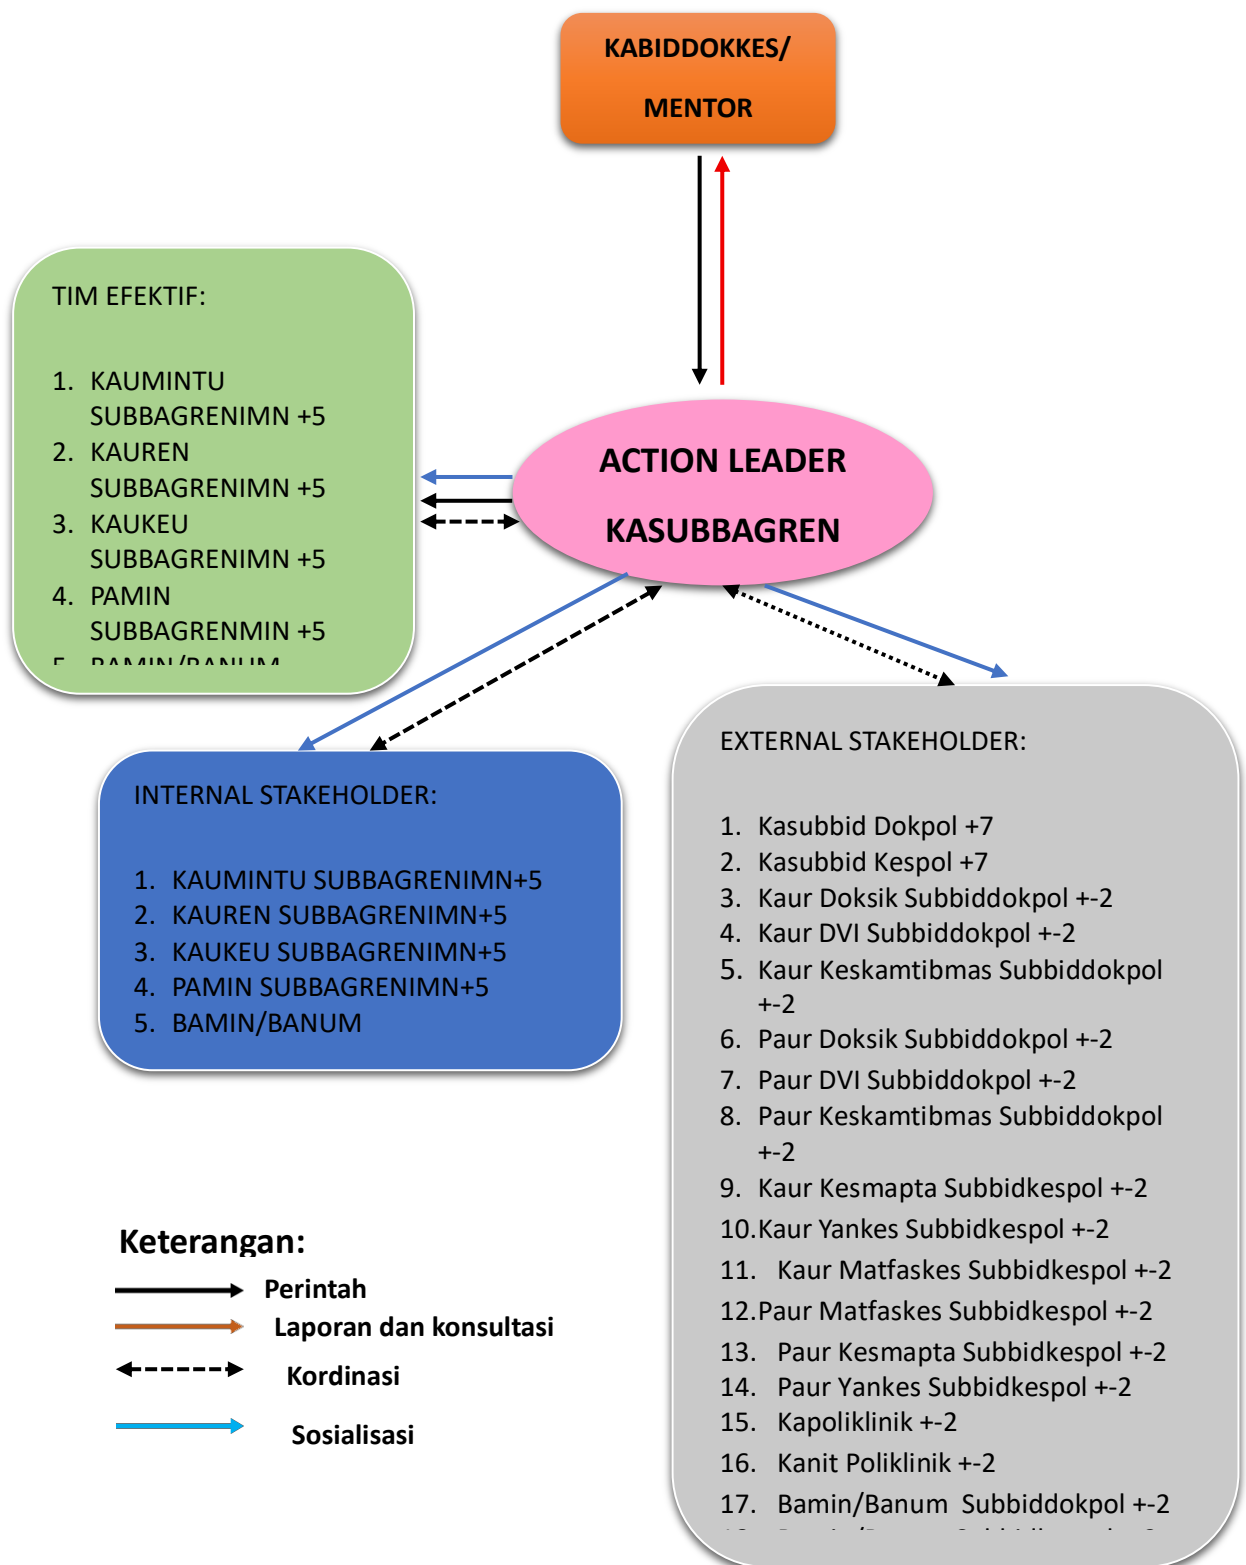 KABIDDOKKES/
MENTOR
TIM EFEKTIF:
1. KAUMINTU
SUBBAGRENIMN +5
2. KAUREN
SUBBAGRENIMN +5
3. KAUKEU
SUBBAGRENIMN +5
4. PAMIN
SUBBAGRENMIN +5
5. BAMIN/BANUM
ACTION LEADER
KASUBBAGREN
INTERNAL STAKEHOLDER:
1. KAUMINTU SUBBAGRENIMN+5
2. KAUREN SUBBAGRENIMN+5
3. KAUKEU SUBBAGRENIMN+5
4. PAMIN SUBBAGRENIMN+5
5. BAMIN/BANUM
EXTERNAL STAKEHOLDER:
1. Kasubbid Dokpol +7
2. Kasubbid Kespol +7
3. Kaur Doksik Subbiddokpol +-2
4. Kaur DVI Subbiddokpol +-2
5. Kaur Keskamtibmas Subbiddokpol
+-2
6. Paur Doksik Subbiddokpol +-2
7. Paur DVI Subbiddokpol +-2
8. Paur Keskamtibmas Subbiddokpol
+-2
9. Kaur Kesmapta Subbidkespol +-2
10.Kaur Yankes Subbidkespol +-2
11. Kaur Matfaskes Subbidkespol +-2
12.Paur Matfaskes Subbidkespol +-2
13. Paur Kesmapta Subbidkespol +-2
14. Paur Yankes Subbidkespol +-2
15. Kapoliklinik +-2
16. Kanit Poliklinik +-2
17. Bamin/Banum Subbiddokpol +-2
Keterangan:
Perintah
Laporan dan konsultasi
Kordinasi
Sosialisasi